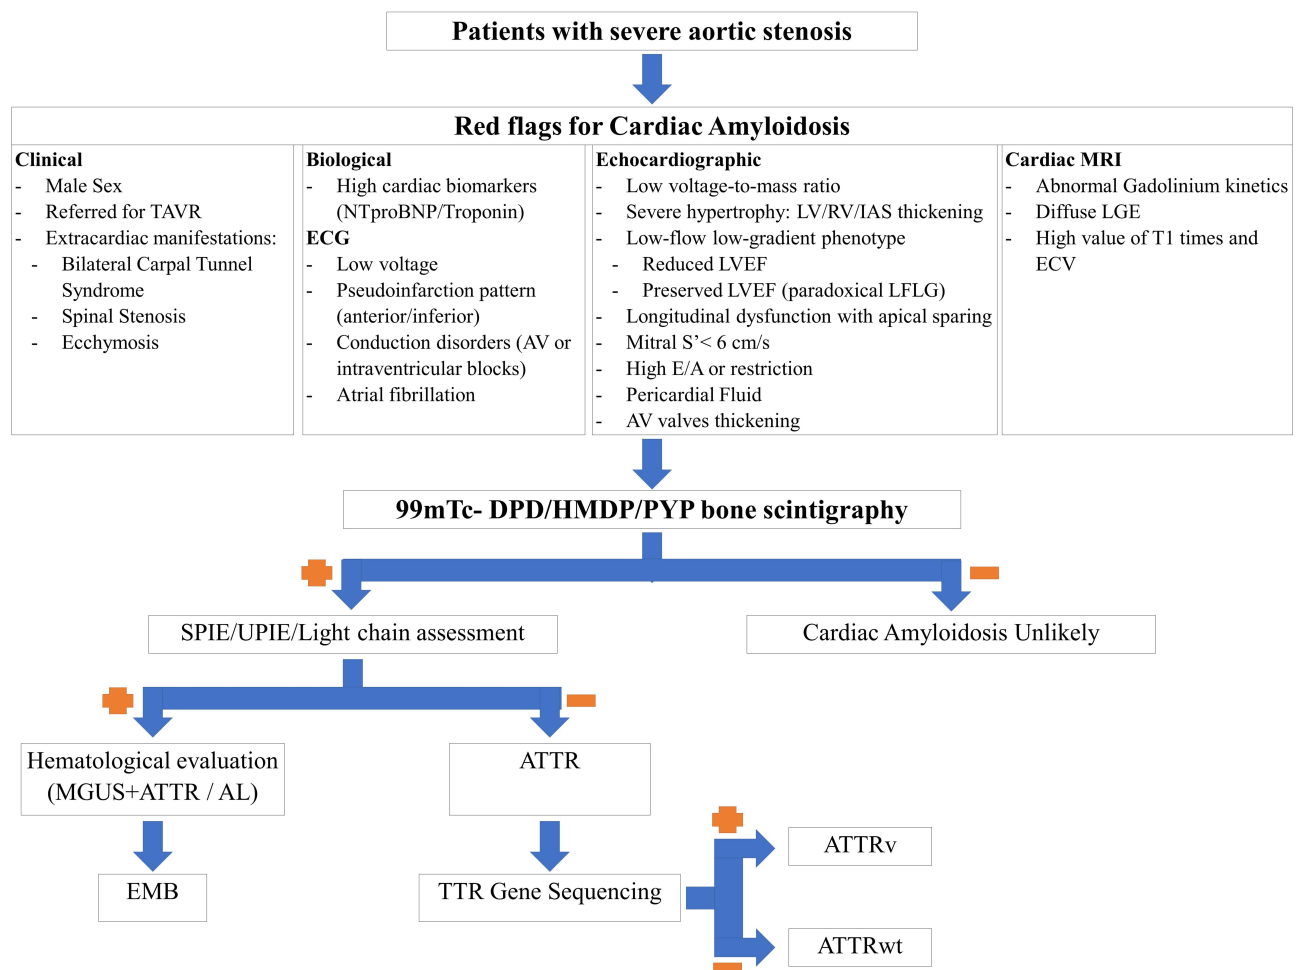 Patients with severe aortic stenosis
Red flags for Cardiac Amyloidosis
Clinical
- Male Sex
- Referred for TAVR
- Extracardiac manifestations:
- Bilateral Carpal Tunnel
Syndrome
- Spinal Stenosis
- Ecchymosis
Biological
- High cardiac biomarkers
(NTproBNP/Troponin)
ECG
- Low voltage
- Pseudoinfarction pattern
(anterior/inferior)
- Conduction disorders (AV or
intraventricular blocks)
- Atrial fibrillation
Echocardiographic
- Low voltage-to-mass ratio
- Severe hypertrophy: LV/RV/IAS thickening
- Low-flow low-gradient phenotype
- Reduced LVEF
- Preserved LVEF (paradoxical LFLG)
- Longitudinal dysfunction with apical sparing
- Mitral S’< 6 cm/s
- High E/A or restriction
- Pericardial Fluid
- AV valves thickening
Cardiac MRI
- Abnormal Gadolinium kinetics
- Diffuse LGE
- High value of T1 times and
ECV
99mTc- DPD/HMDP/PYP bone scintigraphy
SPIE/UPIE/Light chain assessment
Cardiac Amyloidosis Unlikely
Hematological evaluation
(MGUS+ATTR / AL)
ATTR
EMB
TTR Gene Sequencing
ATTRv
ATTRwt